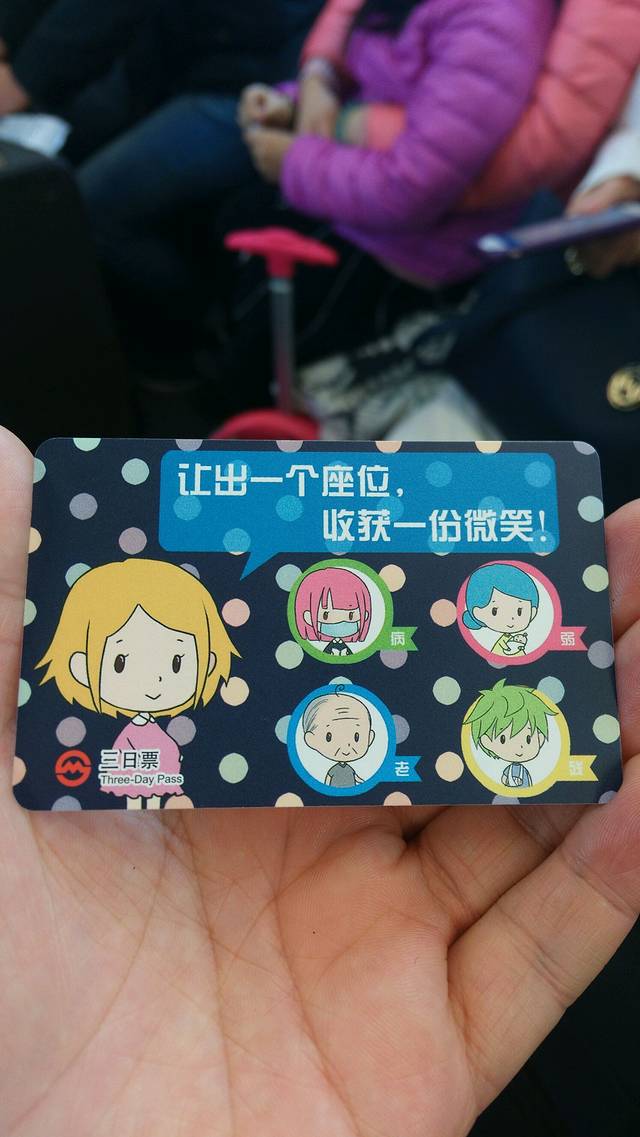 让出一个座位，
收获一份微笑！
病
弱
老
残
三日票
Three-Day Pass